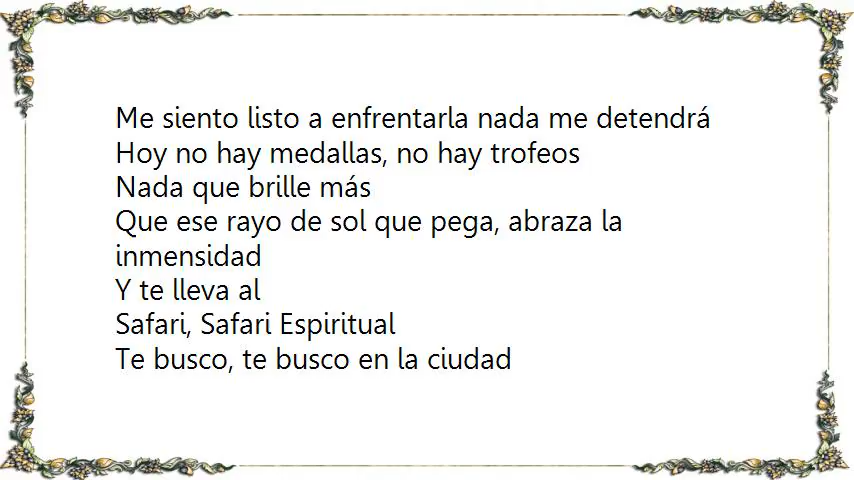 Me siento listo a enfrentarla nada me detendrá
Hoy no hay medallas, no hay trofeos
Nada que brille más
Que ese rayo de sol que pega, abraza la
inmensidad
Y te lleva al
Safari, Safari Espiritual
Te busco, te busco en la ciudad